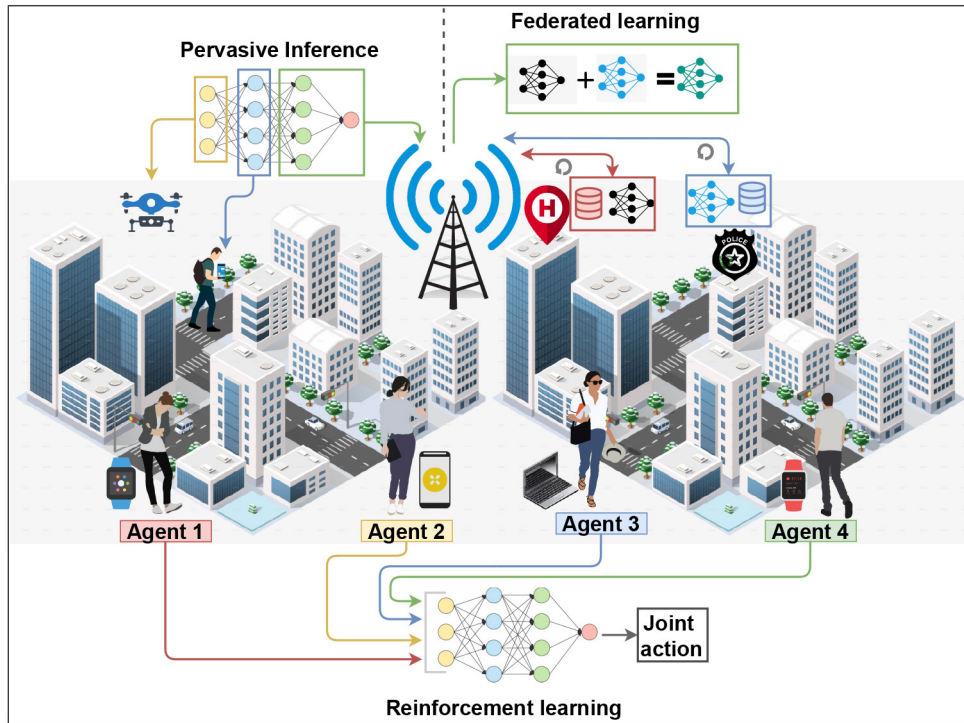 Federated learning
Pervasive Inference
+
=
H
POLICE
Agent 1
Agent 2
Agent 3
Agent 4
Joint
action
Reinforcement learning